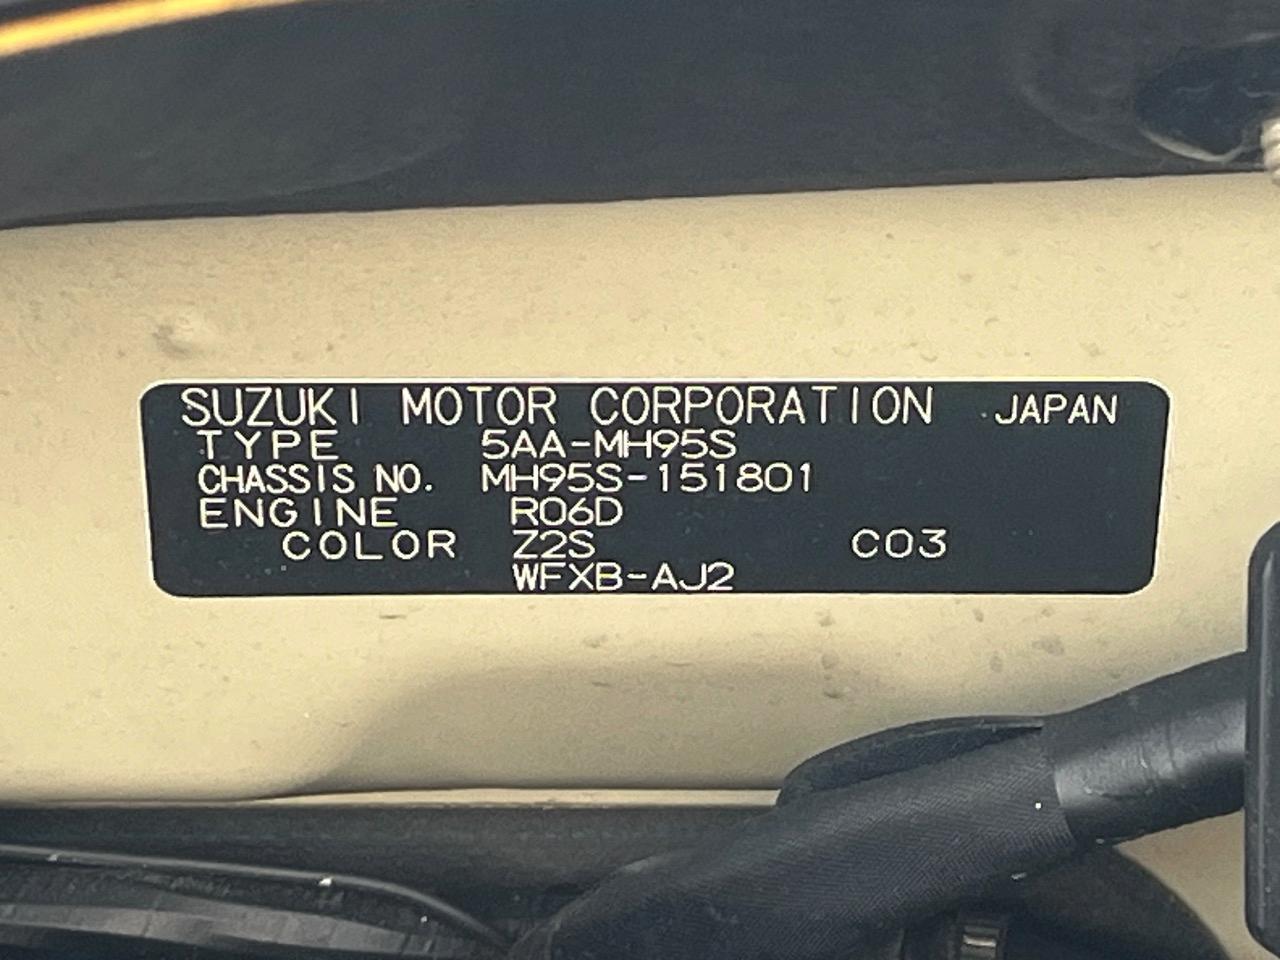 SUZUKI MOTOR CORPORATION JAPAN
TYPE 5AA-MH95S
CHASSIS NO. MH95S-151801
ENGINE R06D
COLOR Z2S C03
WFXB-AJ2